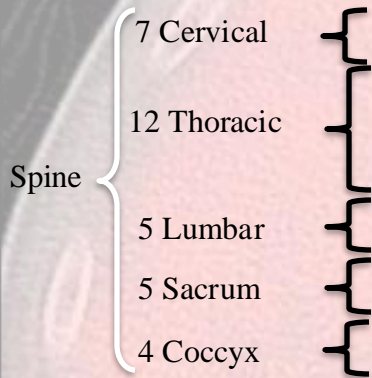 7 Cervical
12 Thoracic
Spine
5 Lumbar
5 Sacrum
4 Coccyx